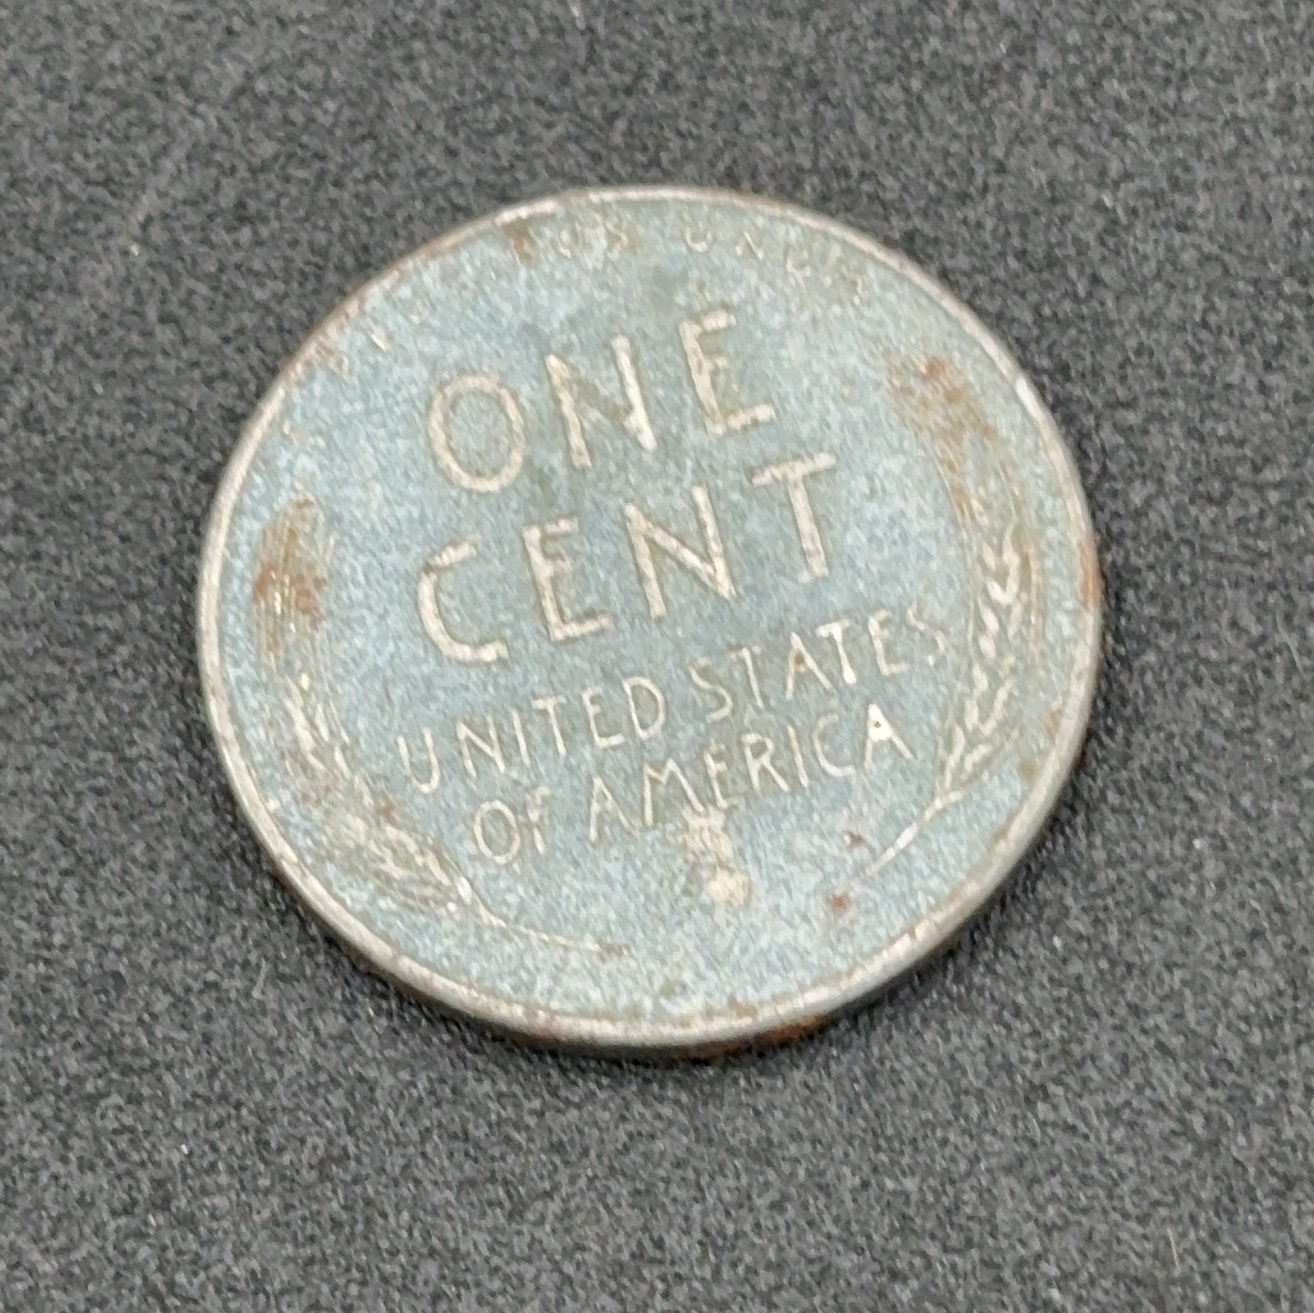 ONE
CENT
UNITED STATES
OF AMERICA